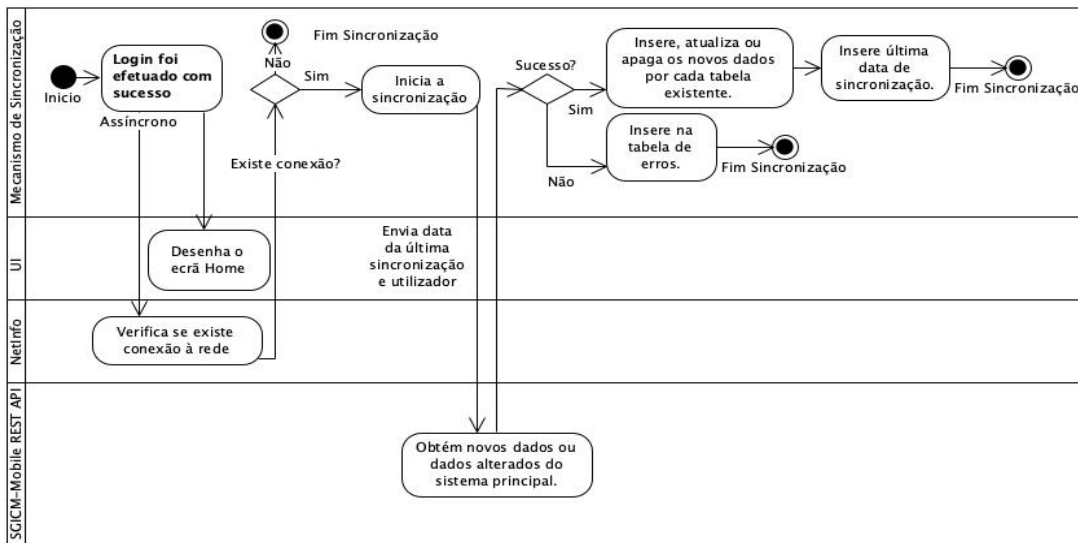 Mecanismo de Sincronização
Inicio
Login foi
efetuado com
sucesso
Assíncrono
Não
Fim Sincronização
Sim
Existe conexão?
Inicia a
sincronização
Sucesso?
Sim
Não
Insere, atualiza ou
apaga os novos dados
por cada tabela
existente.
Insere última
data de
sincronização.
Fim Sincronização
Insere na
tabela de
erros.
Fim Sincronização
UI
Desenha o
ecrã Home
Envia data
da última
sincronização
e utilizador
NetInfo
Verifica se existe
conexão à rede
SGICM-Mobile REST API
Obtém novos dados ou
dados alterados do
sistema principal.